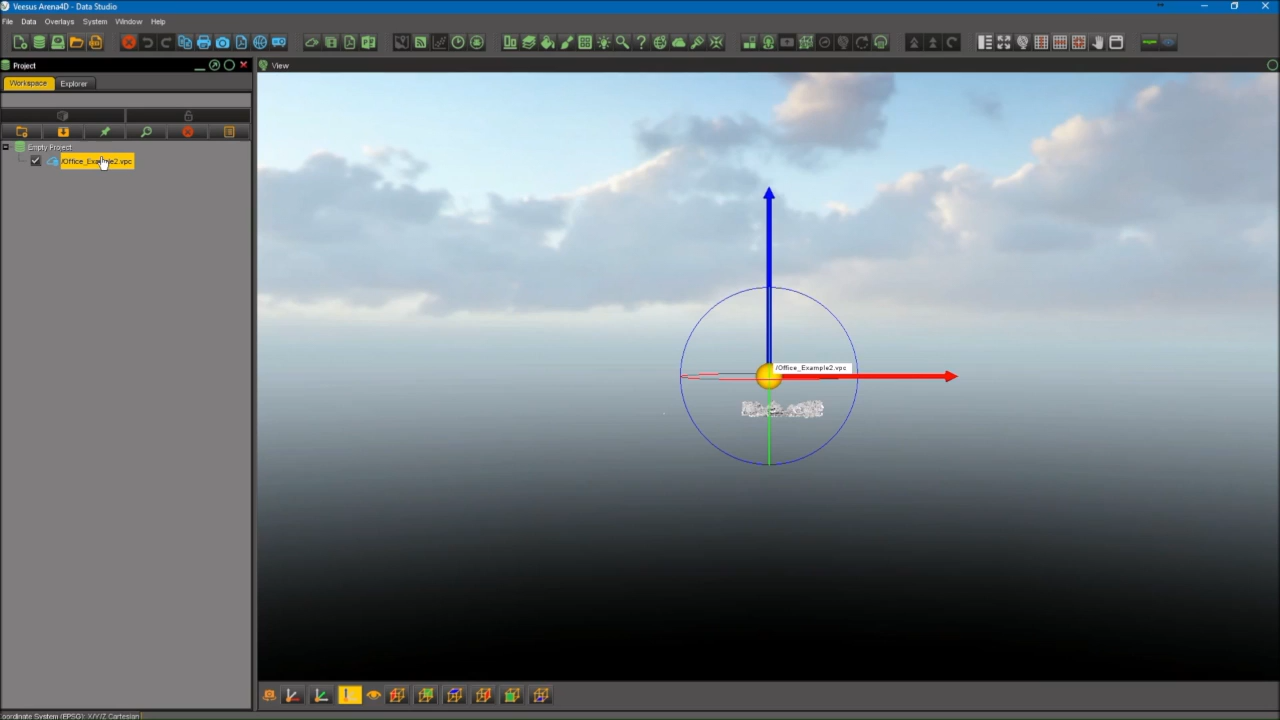 Veesus Arena4D - Data Studio
File Data Overlays System Window Help
Project
View
Workspace Explorer
Empty Project
/Office_Example2.vpc
/Office_Example2.vpc
oordinate System (EPSG): X/Y/Z Cartesian